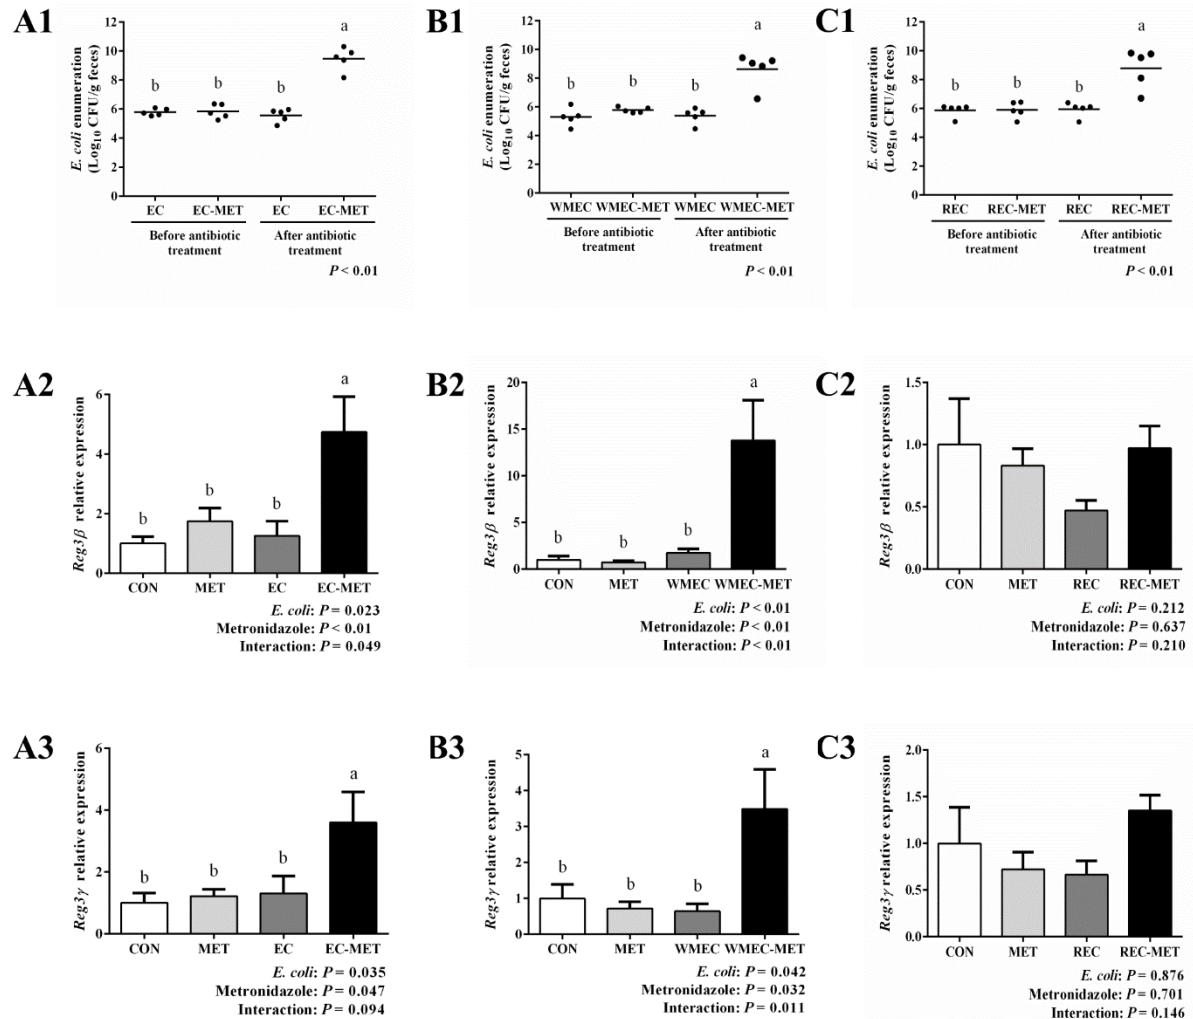 A1
E. coli enumeration
(Log10 CFU/g feces)
12
10
8
6
4
2
0
b
b
b
a
EC
EC-MET
EC
EC-MET
Before antibiotic
treatment
After antibiotic
treatment
P < 0.01
B1
E. coli enumeration
(Log10 CFU/g feces)
12
10
8
6
4
2
0
b
b
b
a
WMEC
WMEC-MET
WMEC
WMEC-MET
Before antibiotic
treatment
After antibiotic
treatment
P < 0.01
C1
E. coli enumeration
(Log10 CFU/g feces)
12
10
8
6
4
2
0
b
b
b
a
REC
REC-MET
REC
REC-MET
Before antibiotic
treatment
After antibiotic
treatment
P < 0.01
A2
Reg3β relative expression
6
4
2
0
b
b
b
a
CON
MET
EC
EC-MET
E. coli: P = 0.023
Metronidazole: P < 0.01
Interaction: P = 0.049
B2
Reg3β relative expression
20
15
10
5
0
b
b
b
a
CON
MET
WMEC
WMEC-MET
E. coli: P < 0.01
Metronidazole: P < 0.01
Interaction: P < 0.01
C2
Reg3β relative expression
1.5
1.0
0.5
0.0
CON
MET
REC
REC-MET
E. coli: P = 0.212
Metronidazole: P = 0.637
Interaction: P = 0.210
A3
Reg3γ relative expression
6
4
2
0
b
b
b
a
CON
MET
EC
EC-MET
E. coli: P = 0.035
Metronidazole: P = 0.047
Interaction: P = 0.094
B3
Reg3γ relative expression
5
4
3
2
1
0
b
b
b
a
CON
MET
WMEC
WMEC-MET
E. coli: P = 0.042
Metronidazole: P = 0.032
Interaction: P = 0.011
C3
Reg3γ relative expression
2.0
1.5
1.0
0.5
0.0
CON
MET
REC
REC-MET
E. coli: P = 0.876
Metronidazole: P = 0.701
Interaction: P = 0.146